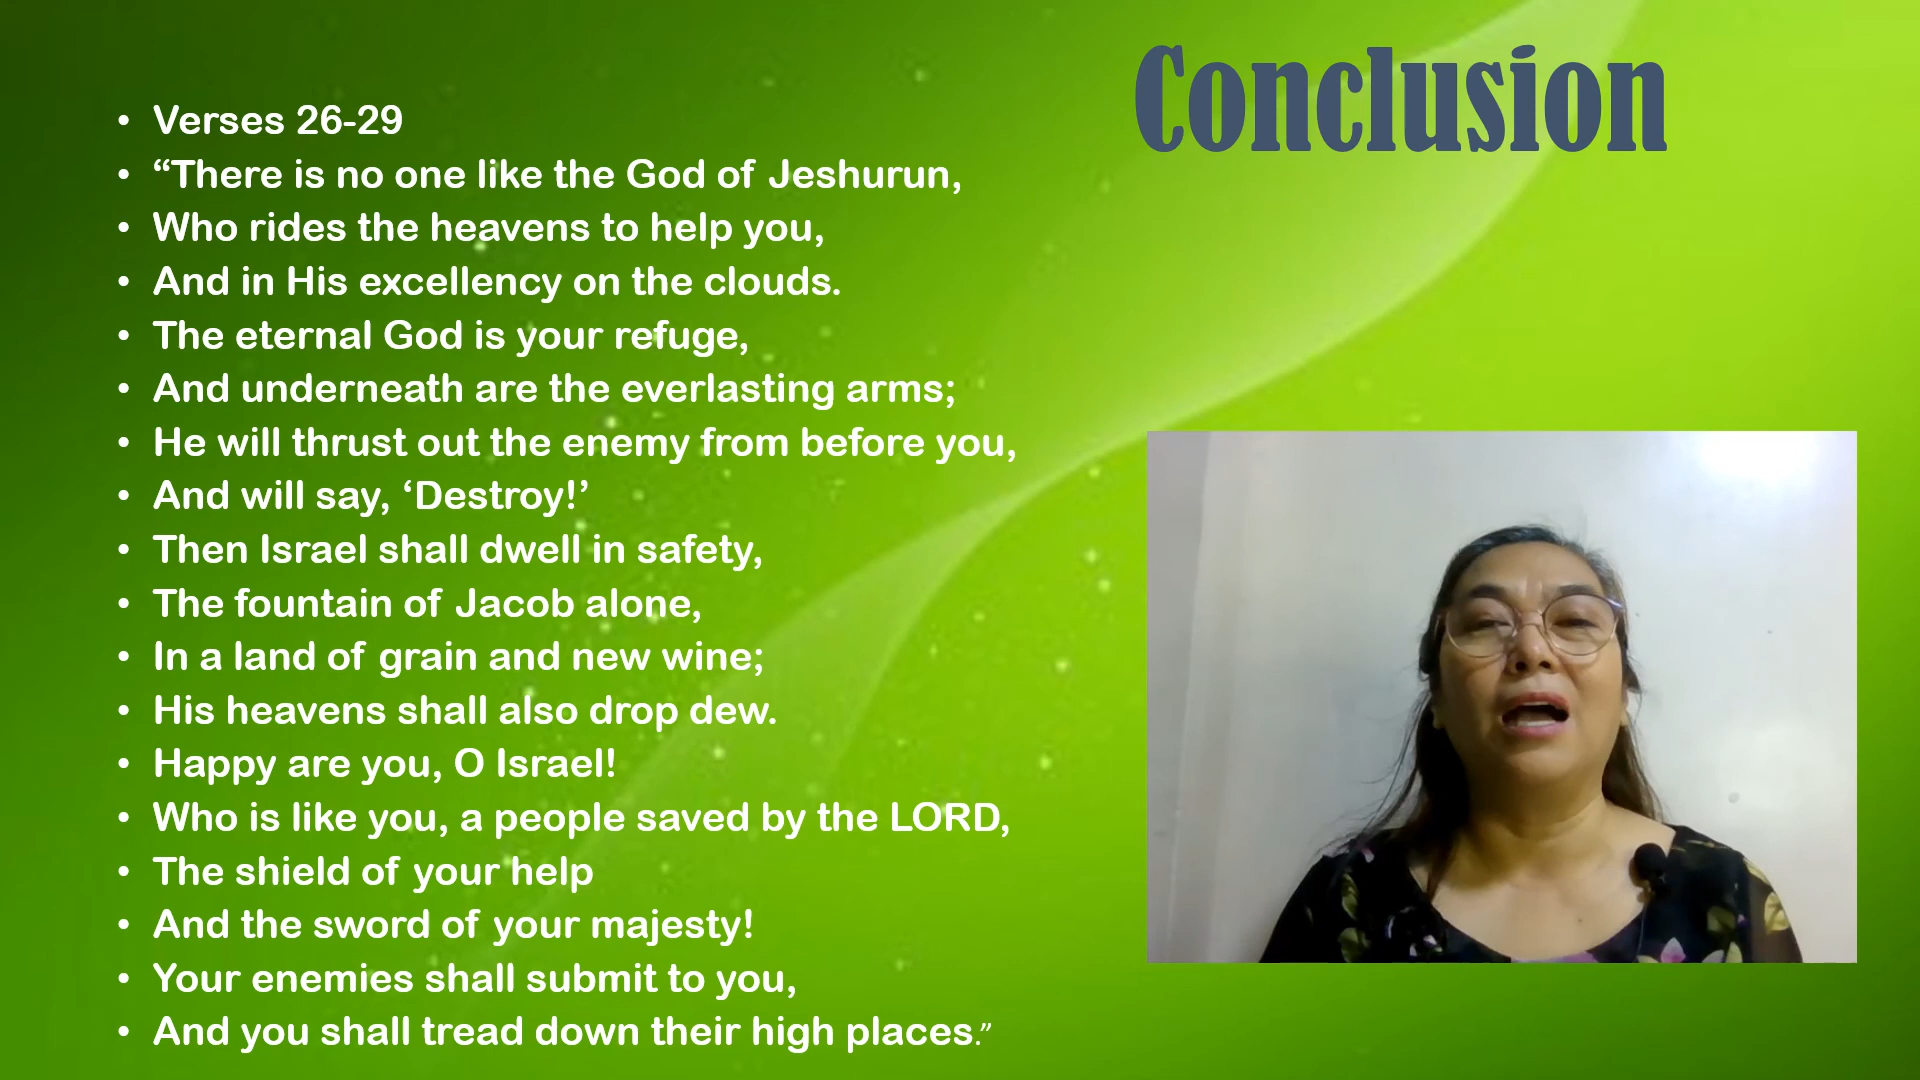 Conclusion
• Verses 26-29
• “There is no one like the God of Jeshurun,
• Who rides the heavens to help you,
• And in His excellency on the clouds.
• The eternal God is your refuge,
• And underneath are the everlasting arms;
• He will thrust out the enemy from before you,
• And will say, ‘Destroy!’
• Then Israel shall dwell in safety,
• The fountain of Jacob alone,
• In a land of grain and new wine;
• His heavens shall also drop dew.
• Happy are you, O Israel!
• Who is like you, a people saved by the LORD,
• The shield of your help
• And the sword of your majesty!
• Your enemies shall submit to you,
• And you shall tread down their high places.”